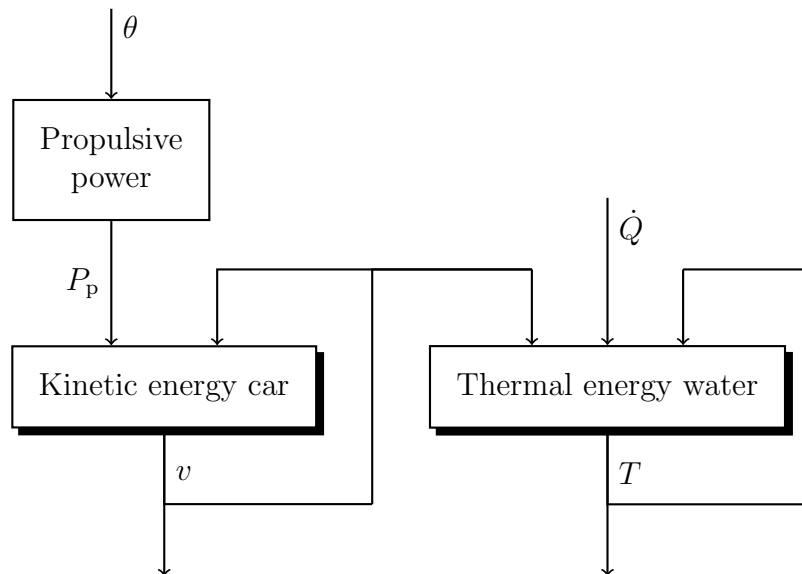 θ
Propulsive
power
Q̇
P_p
Kinetic energy car
Thermal energy water
v
T